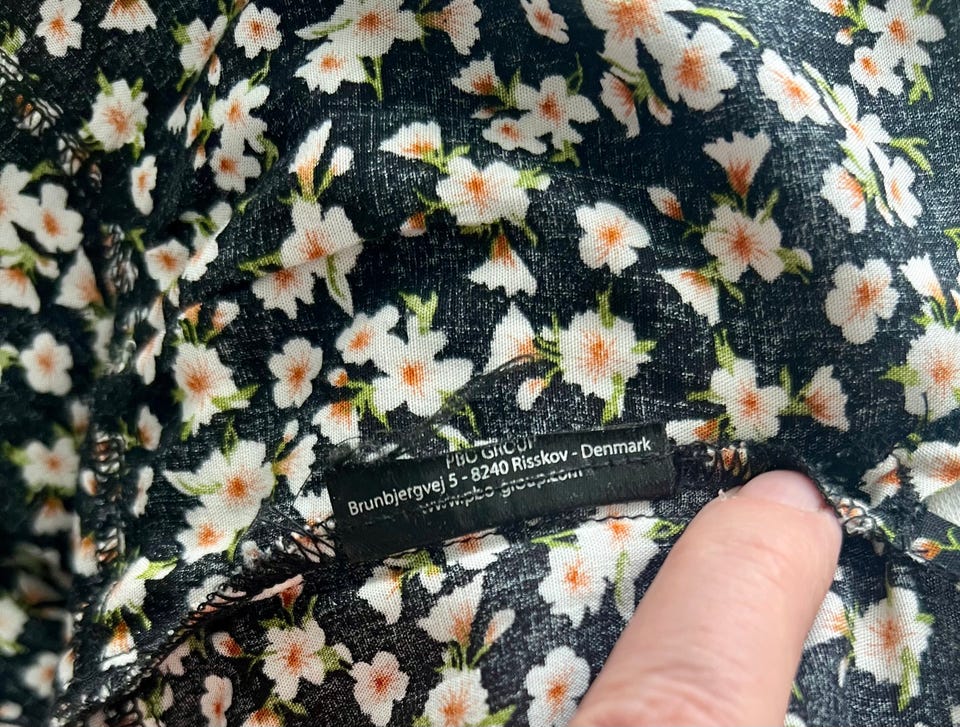 PBO GROUP
Brunbjergvej 5 - 8240 Risskov - Denmark
www.pbo-group.com